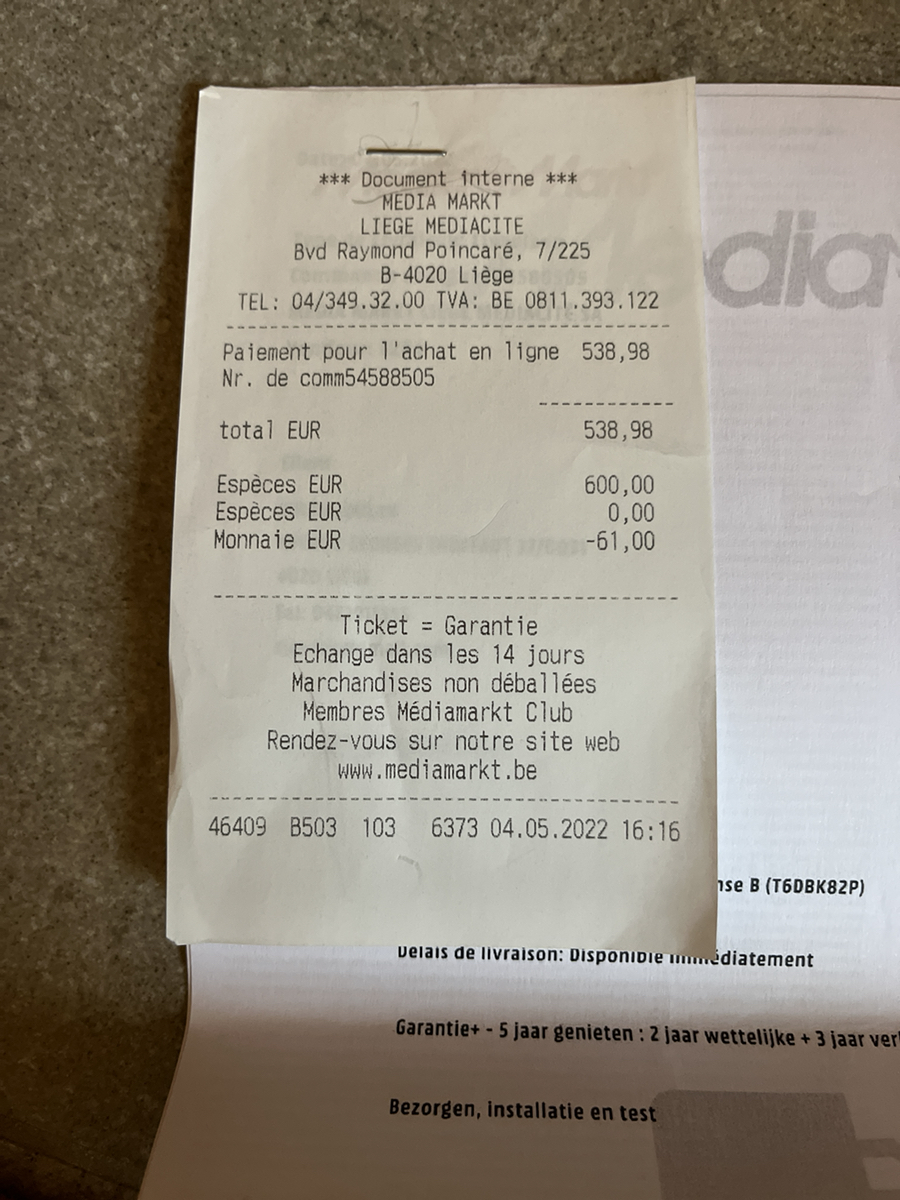 *** Document interne ***
MEDIA MARKT
LIEGE MEDIACITE
Bvd Raymond Poincaré, 7/225
B-4020 Liège
TEL: 04/349.32.00 TVA: BE 0811.393.122
Paiement pour l'achat en ligne 538,98
Nr. de comm54588505
total EUR 538,98
Espèces EUR 600,00
Espèces EUR 0,00
Monnaie EUR -61,00
Ticket = Garantie
Echange dans les 14 jours
Marchandises non déballées
Membres Médiamarkt Club
Rendez-vous sur notre site web
www.mediamarkt.be
46409 B503 103 6373 04.05.2022 16:16
B (T6DBK82P)
Délais de livraison: Disponible immédiatement
Garantie+ - 5 jaar genieten : 2 jaar wettelijke + 3 jaar
Bezorgen, installatie en test